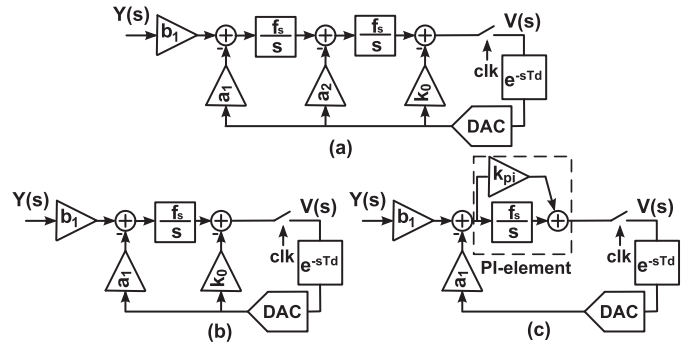 Y(s) b₁ fₛ/s fₛ/s V(s)
clk e⁻ˢᵀᵈ
a₁ a₂ k₀
DAC
(a)
Y(s) b₁ fₛ/s V(s)
clk e⁻ˢᵀᵈ
a₁ k₀
DAC
(b)
kₚᵢ
Y(s) b₁ fₛ/s V(s)
PI-element clk e⁻ˢᵀᵈ
a₁
DAC
(c)